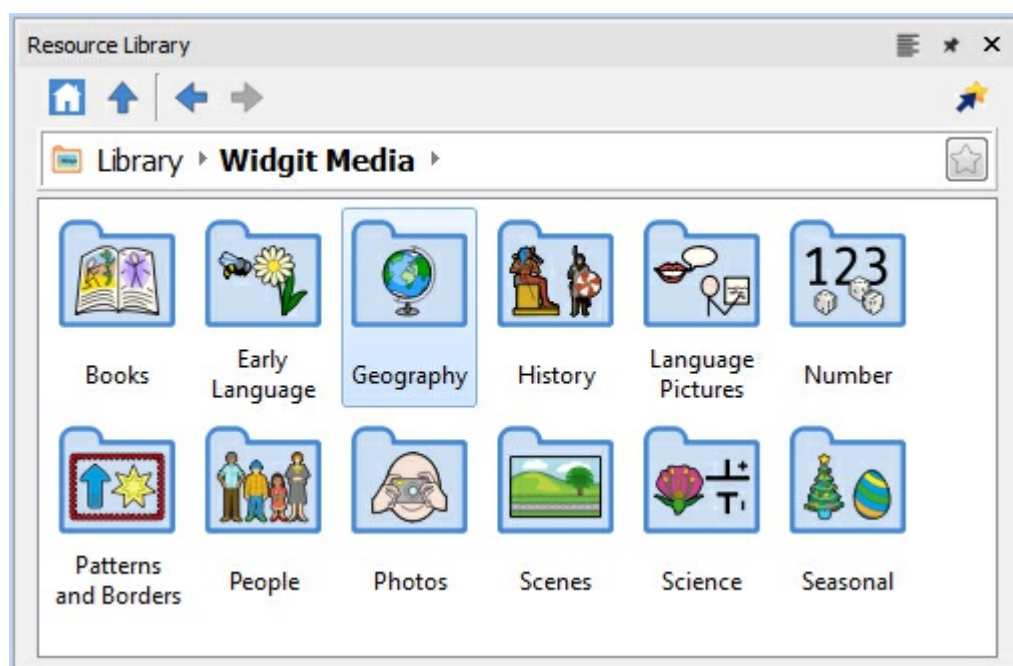 Resource Library
Library Widgit Media
123
Books
Early
Language
Geography
History
Language
Pictures
Number
Patterns
and Borders
People
Photos
Scenes
Science
Seasonal